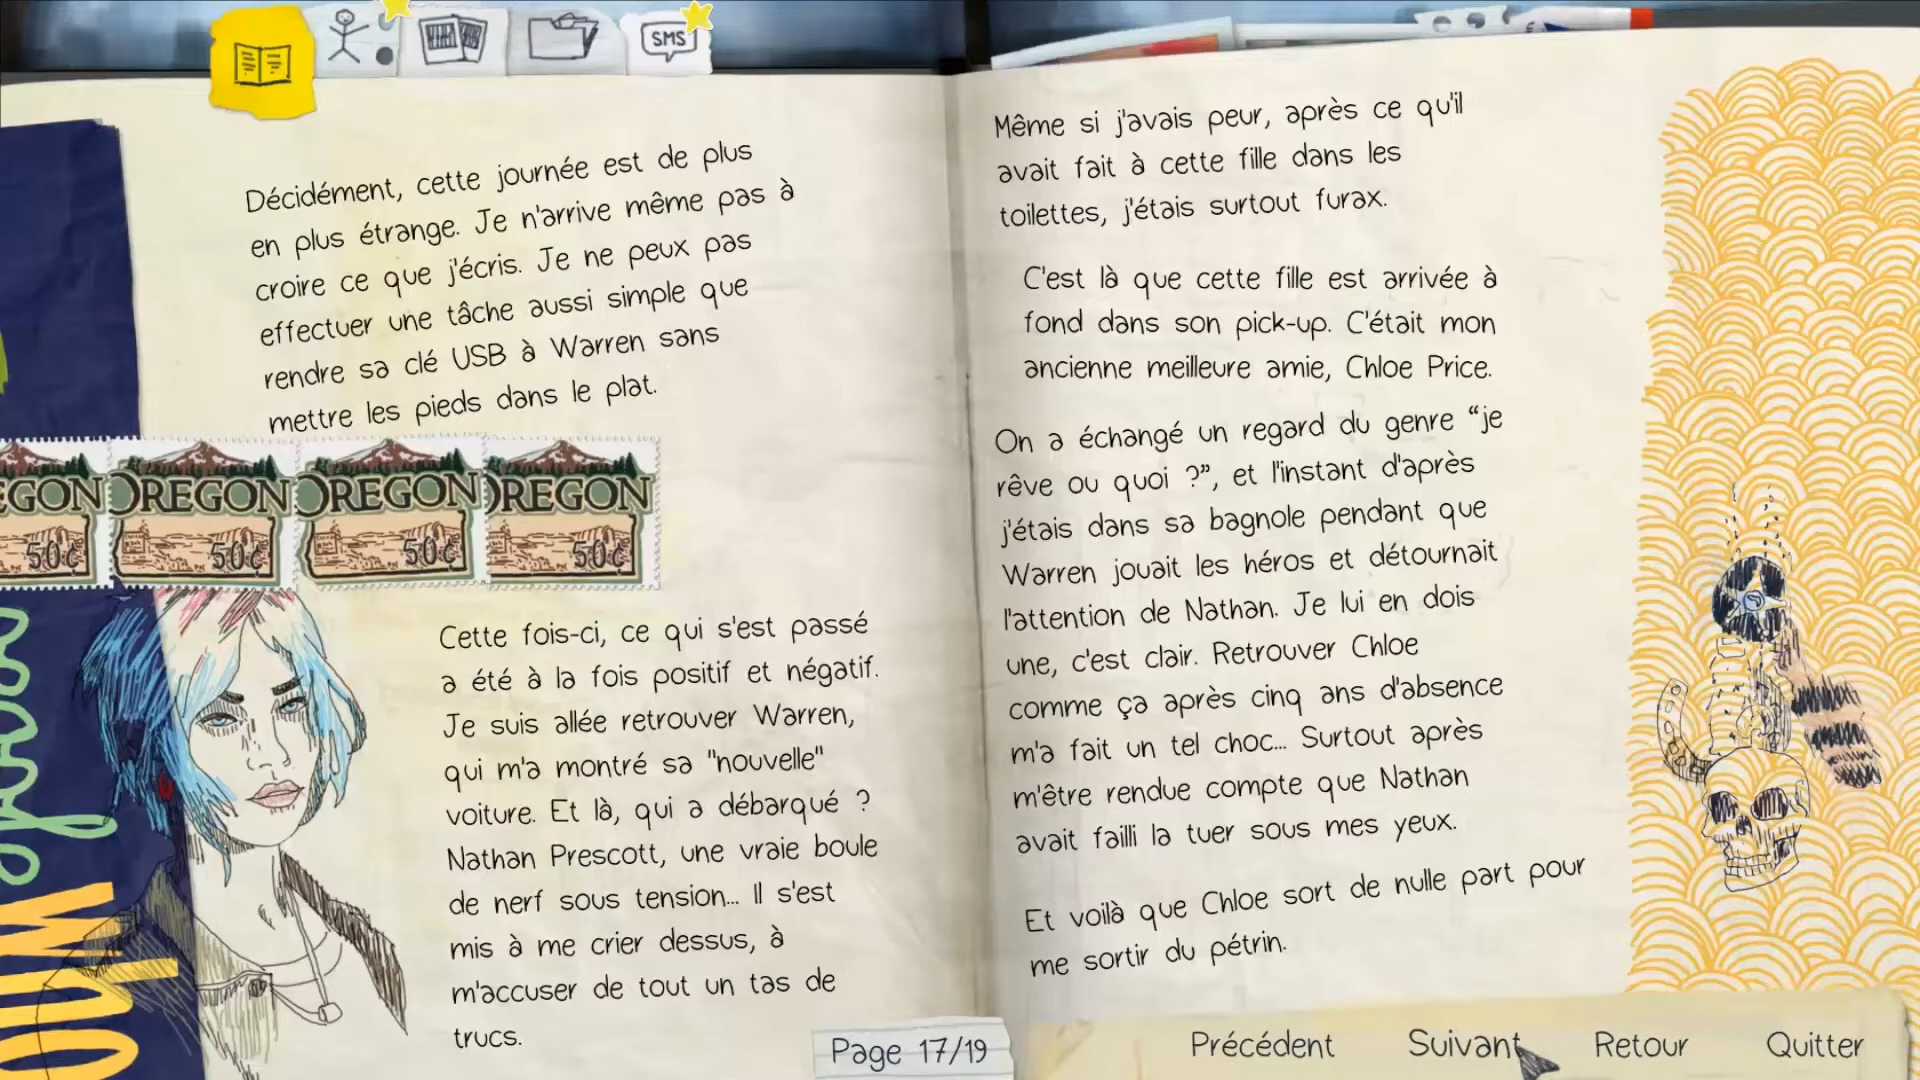 SMS
Décidément, cette journée est de plus
en plus étrange. Je n'arrive même pas à
croire ce que j'écris. Je ne peux pas
effectuer une tâche aussi simple que
rendre sa clé USB à Warren sans
mettre les pieds dans le plat.
EGON OREGON OREGON OREGON
50¢ 50¢ 50¢ 50¢
Cette fois-ci, ce qui s'est passé
a été à la fois positif et négatif.
Je suis allée retrouver Warren,
qui m'a montré sa "nouvelle"
voiture. Et là, qui a débarqué ?
Nathan Prescott, une vraie boule
de nerf sous tension... Il s'est
mis à me crier dessus, à
m'accuser de tout un tas de
trucs.
who
Même si j'avais peur, après ce qu'il
avait fait à cette fille dans les
toilettes, j'étais surtout furax.
C'est là que cette fille est arrivée à
fond dans son pick-up. C'était mon
ancienne meilleure amie, Chloe Price.
On a échangé un regard du genre “je
rêve ou quoi ?”, et l'instant d'après
j'étais dans sa bagnole pendant que
Warren jouait les héros et détournait
l'attention de Nathan. Je lui en dois
une, c'est clair. Retrouver Chloe
comme ça après cinq ans d'absence
m'a fait un tel choc... Surtout après
m'être rendue compte que Nathan
avait failli la tuer sous mes yeux.
Et voilà que Chloe sort de nulle part pour
me sortir du pétrin.
Page 17/19
Précédent Suivant Retour Quitter